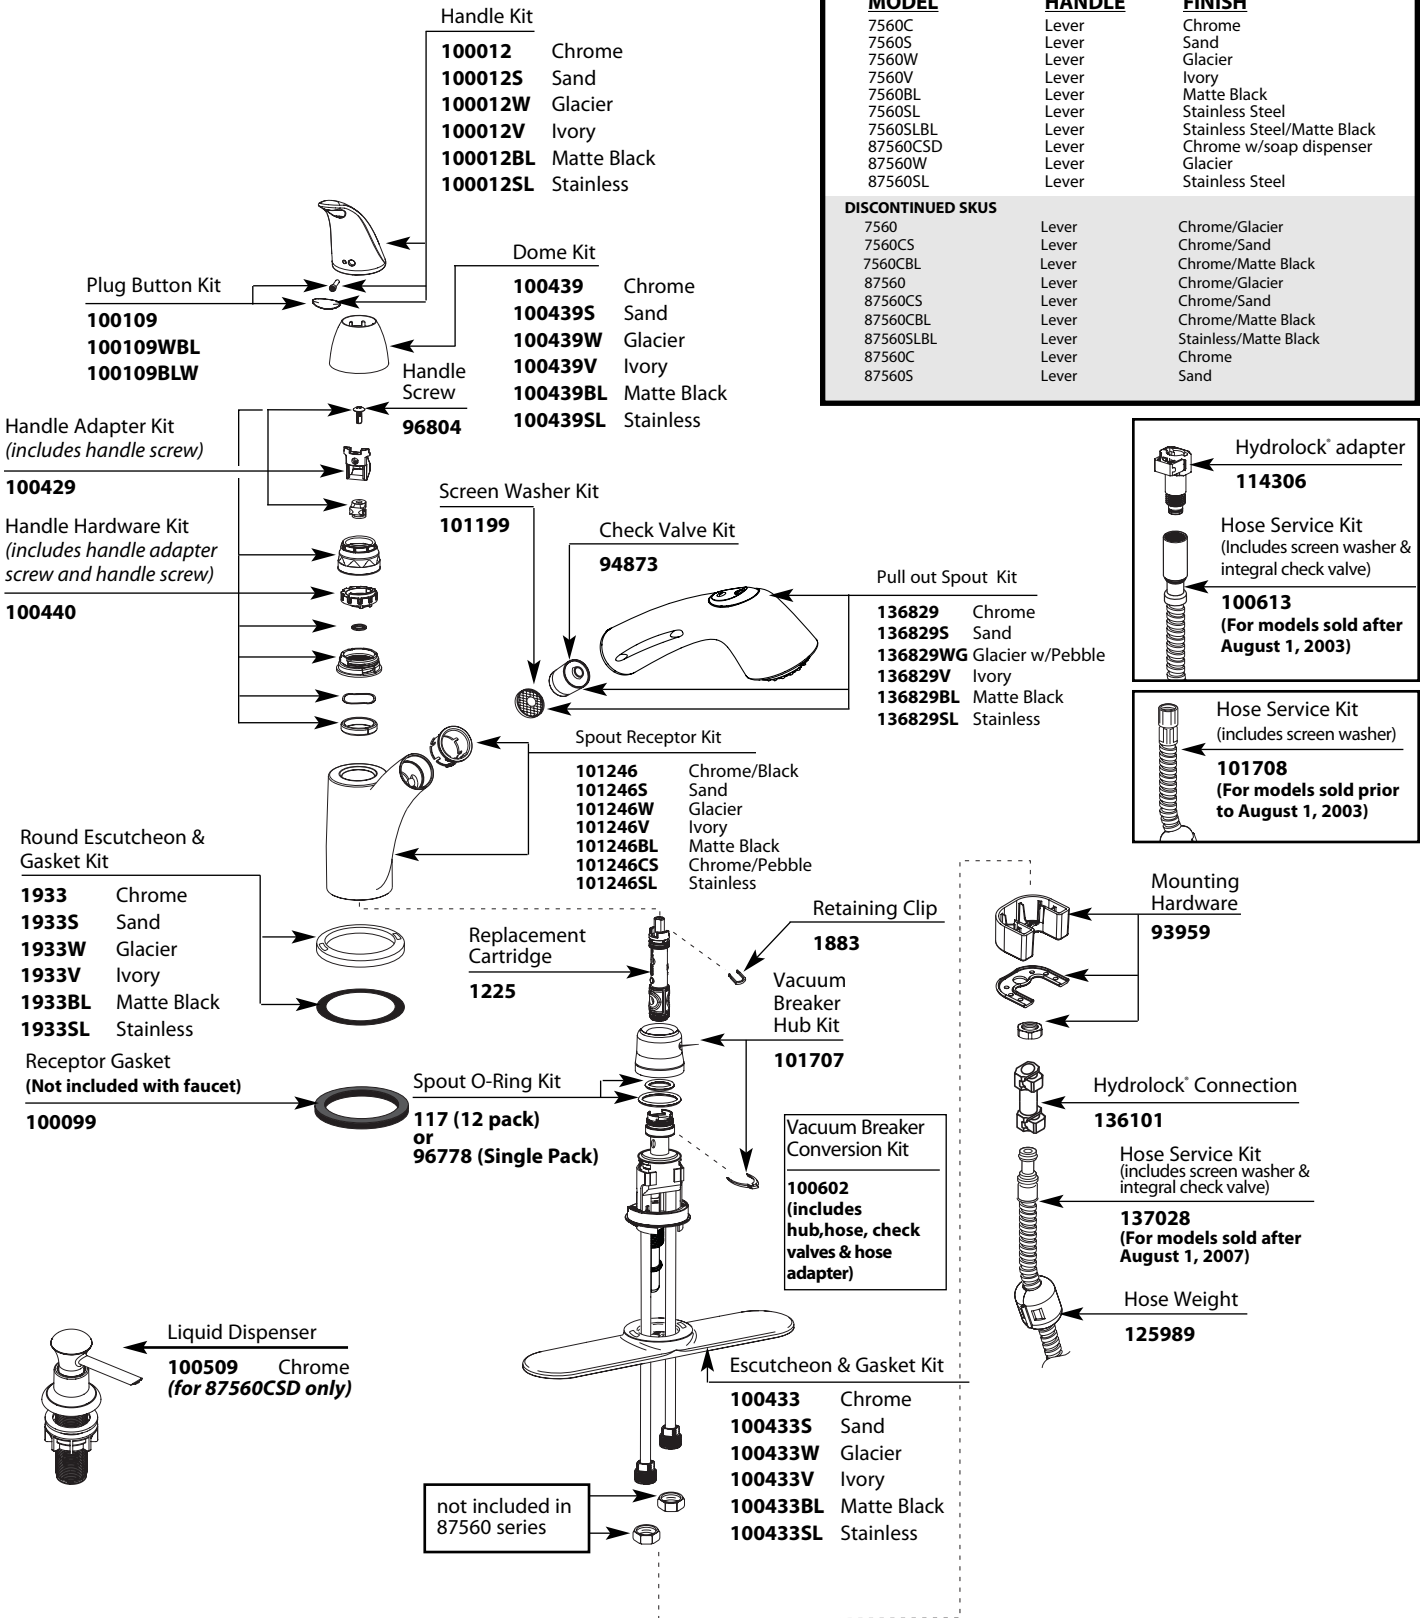 MODEL HANDLE FINISH
7560C Lever Chrome
7560S Lever Sand
7560W Lever Glacier
7560V Lever Ivory
7560BL Lever Matte Black
7560SL Lever Stainless Steel
7560SLBL Lever Stainless Steel/Matte Black
87560CSD Lever Chrome w/soap dispenser
87560W Lever Glacier
87560SL Lever Stainless Steel
DISCONTINUED SKUS
7560 Lever Chrome/Glacier
7560CS Lever Chrome/Sand
7560CBL Lever Chrome/Matte Black
87560 Lever Chrome/Glacier
87560CS Lever Chrome/Sand
87560CBL Lever Chrome/Matte Black
87560SLBL Lever Stainless/Matte Black
87560C Lever Chrome
87560S Lever Sand
Handle Kit
100012 Chrome
100012S Sand
100012W Glacier
100012V Ivory
100012BL Matte Black
100012SL Stainless
Dome Kit
100439 Chrome
100439S Sand
100439W Glacier
100439V Ivory
100439BL Matte Black
100439SL Stainless
Plug Button Kit
100109
100109WBL
100109BLW
Handle
Screw
96804
Handle Adapter Kit
(includes handle screw)
100429
Handle Hardware Kit
(includes handle adapter
screw and handle screw)
100440
Screen Washer Kit
101199
Check Valve Kit
94873
Pull out Spout Kit
136829 Chrome
136829S Sand
136829WG Glacier w/Pebble
136829V Ivory
136829BL Matte Black
136829SL Stainless
Hydrolock® adapter
114306
Hose Service Kit
(Includes screen washer &
integral check valve)
100613
(For models sold after
August 1, 2003)
Hose Service Kit
(includes screen washer)
101708
(For models sold prior
to August 1, 2003)
Spout Receptor Kit
101246 Chrome/Black
101246S Sand
101246W Glacier
101246V Ivory
101246BL Matte Black
101246CS Chrome/Pebble
101246SL Stainless
Round Escutcheon &
Gasket Kit
1933 Chrome
1933S Sand
1933W Glacier
1933V Ivory
1933BL Matte Black
1933SL Stainless
Receptor Gasket
(Not included with faucet)
100099
Replacement
Cartridge
1225
Retaining Clip
1883
Vacuum
Breaker
Hub Kit
101707
Spout O-Ring Kit
117 (12 pack)
or
96778 (Single Pack)
Vacuum Breaker
Conversion Kit
100602
(includes
hub,hose, check
valves & hose
adapter)
Mounting
Hardware
93959
Hydrolock® Connection
136101
Hose Service Kit
(includes screen washer &
integral check valve)
137028
(For models sold after
August 1, 2007)
Hose Weight
125989
Liquid Dispenser
100509 Chrome
(for 87560CSD only)
Escutcheon & Gasket Kit
100433 Chrome
100433S Sand
100433W Glacier
100433V Ivory
100433BL Matte Black
100433SL Stainless
not included in
87560 series